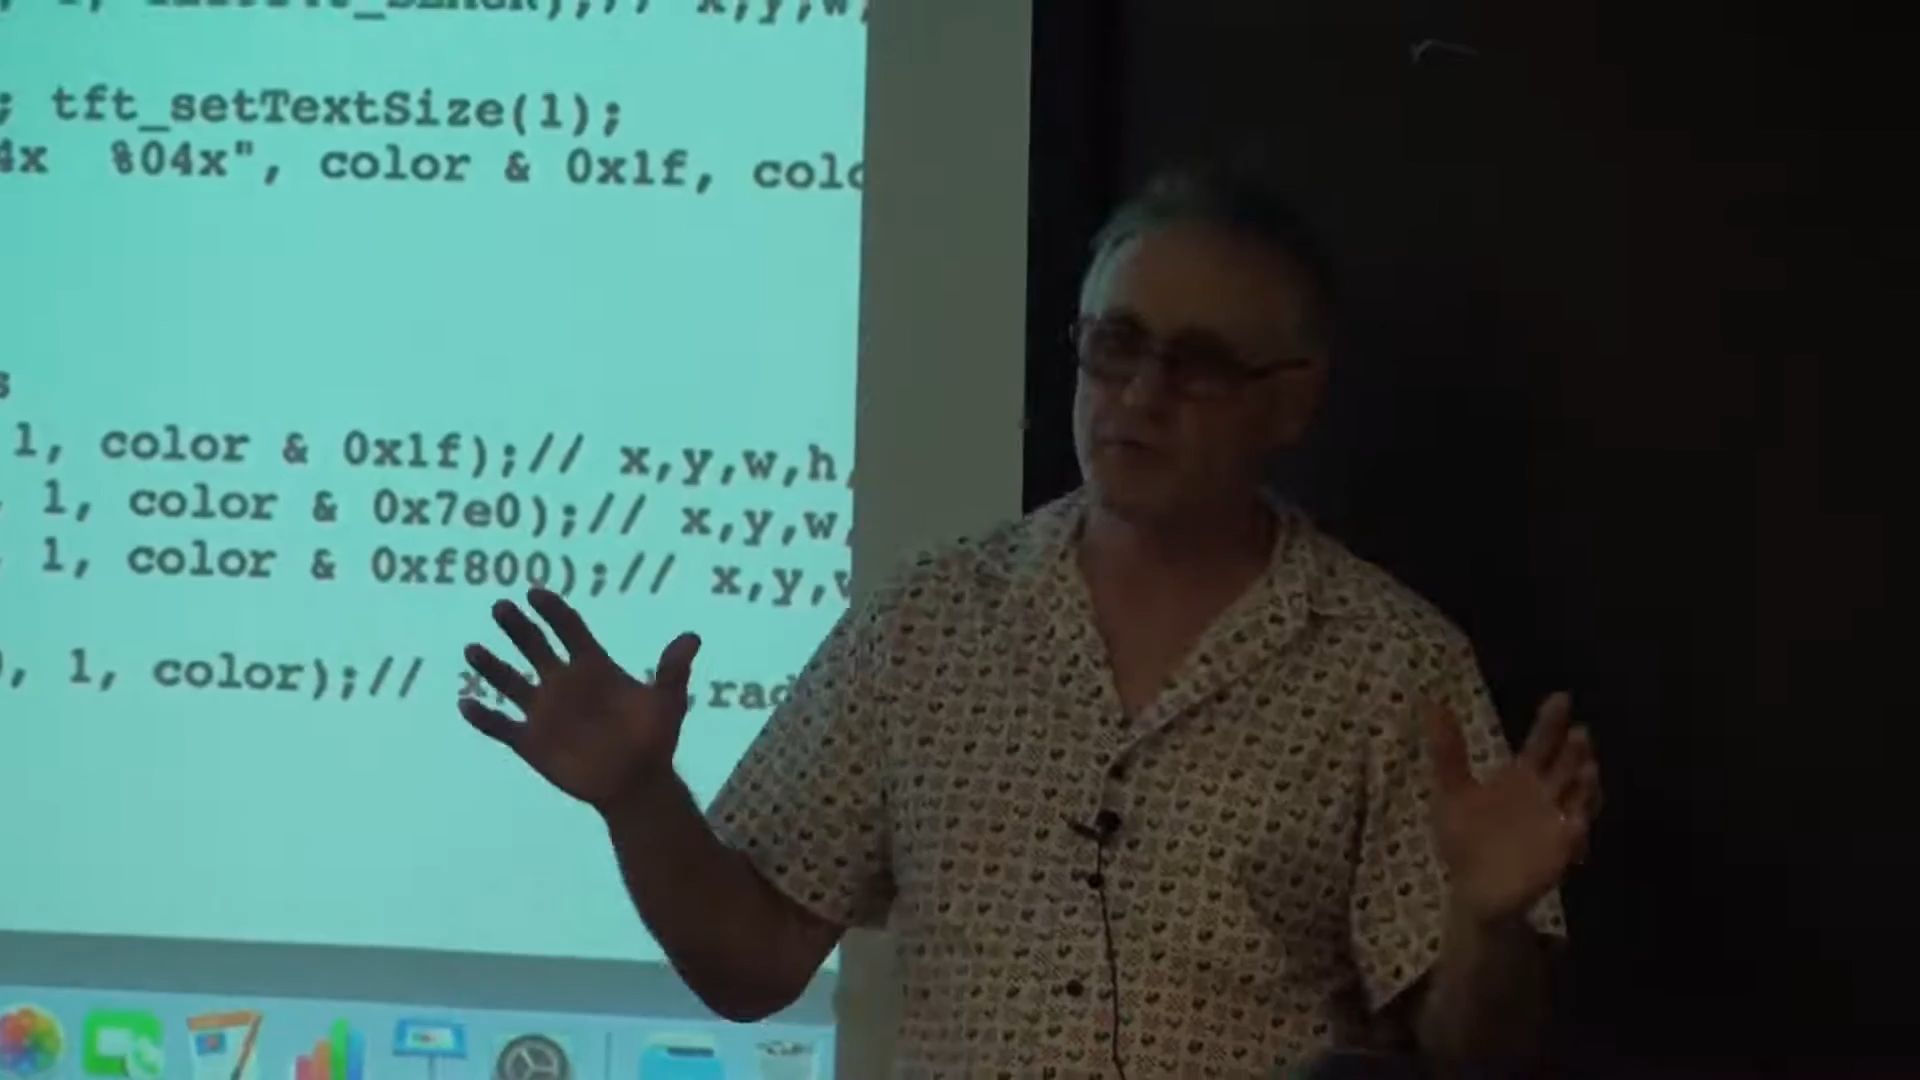 x,y,w,
; tft_setTextSize(1);
4x  %04x", color & 0x1f, colo
s
1, color & 0x1f);// x,y,w,h,
1, color & 0x7e0);// x,y,w,
1, color & 0xf800);// x,y,w
, 1, color);// x, ,rad